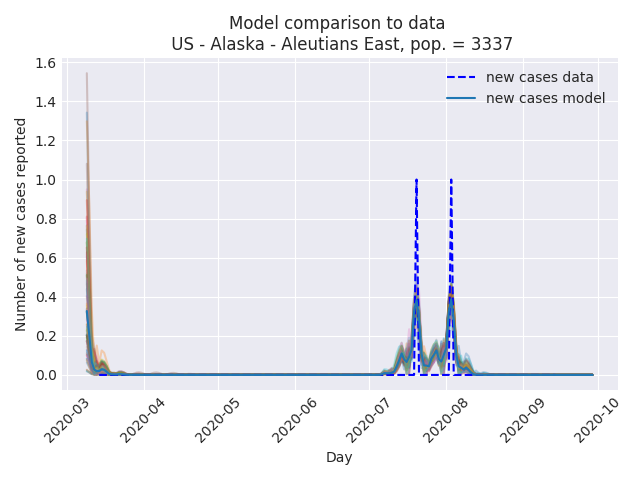 Model comparison to data
US - Alaska - Aleutians East, pop. = 3337
new cases data
new cases model
Number of new cases reported
1.6
1.4
1.2
1.0
0.8
0.6
0.4
0.2
0.0
2020-03
2020-04
2020-05
2020-06
2020-07
2020-08
2020-09
2020-10
Day